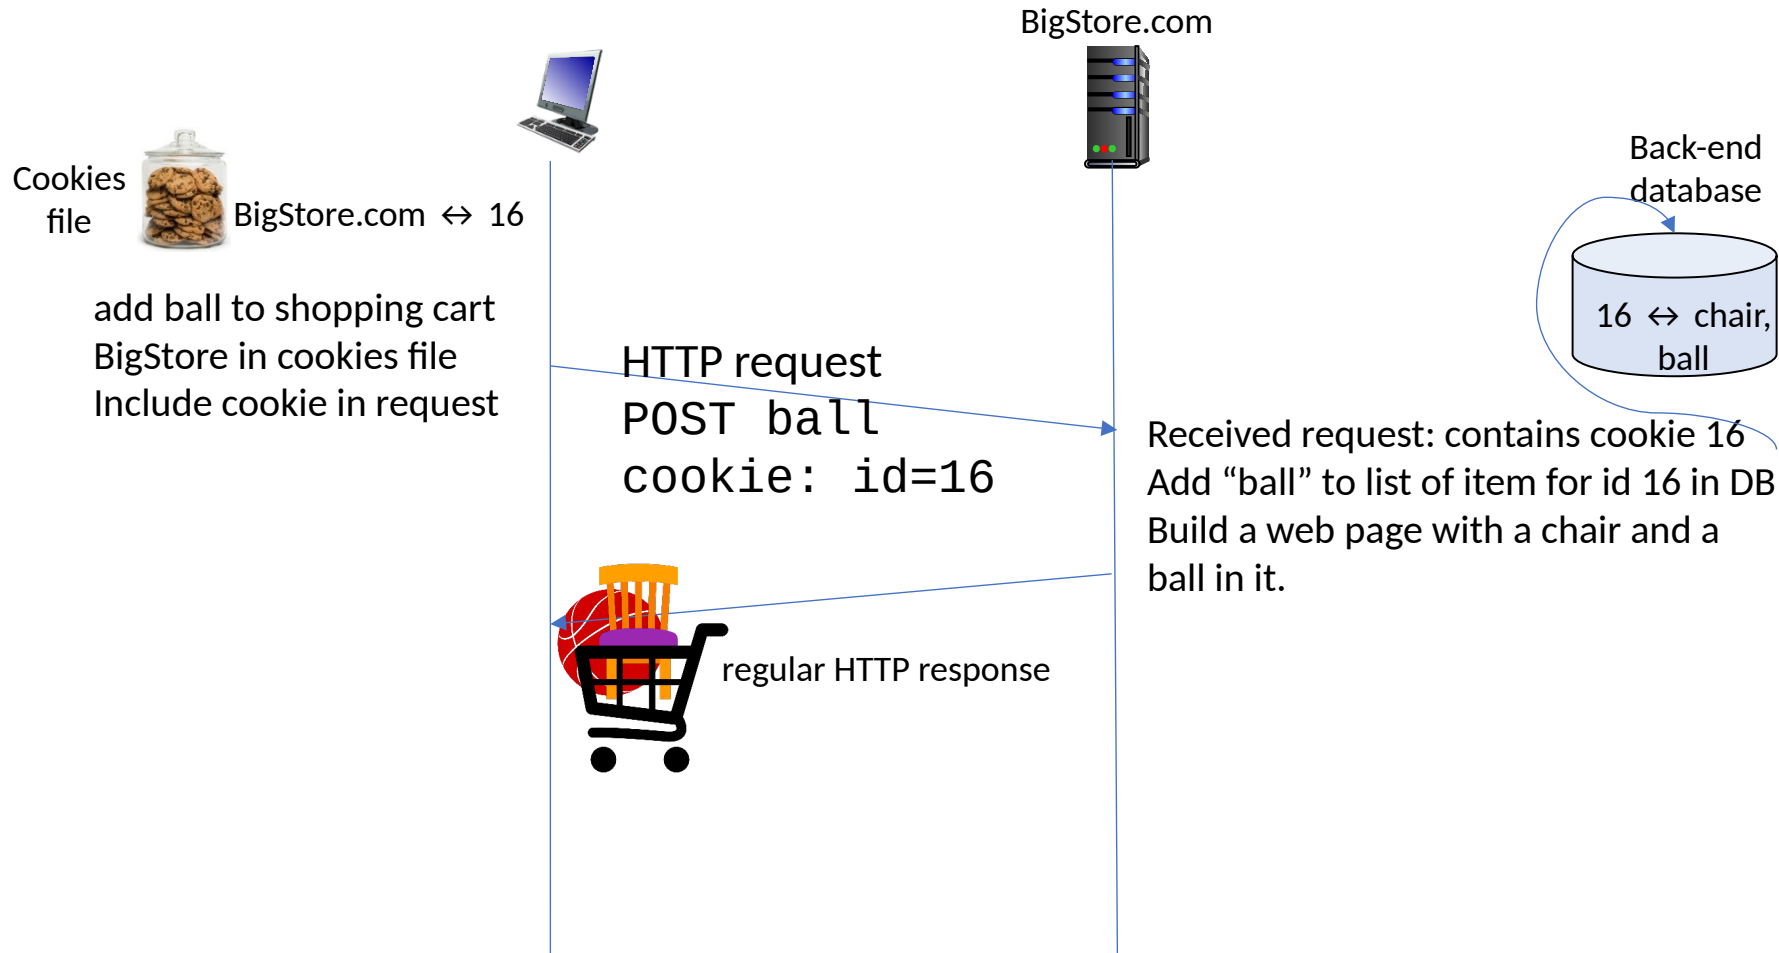 BigStore.com
Cookies
file
BigStore.com ↔ 16
Back-end
database
16 ↔ chair,
ball
add ball to shopping cart
BigStore in cookies file
Include cookie in request
HTTP request
POST ball
cookie: id=16
Received request: contains cookie 16
Add “ball” to list of item for id 16 in DB
Build a web page with a chair and a
ball in it.
regular HTTP response